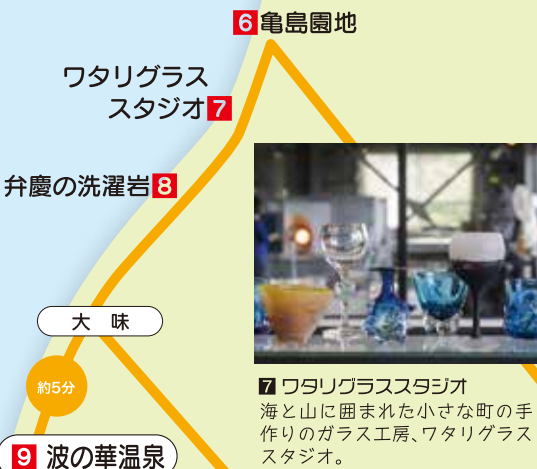 6 亀島園地
ワタリグラス
スタジオ 7
弁慶の洗濯岩 8
大 味
約5分
9 波の華温泉
7 ワタリグラススタジオ
海と山に囲まれた小さな町の手
作りのガラス工房、ワタリグラス
スタジオ。